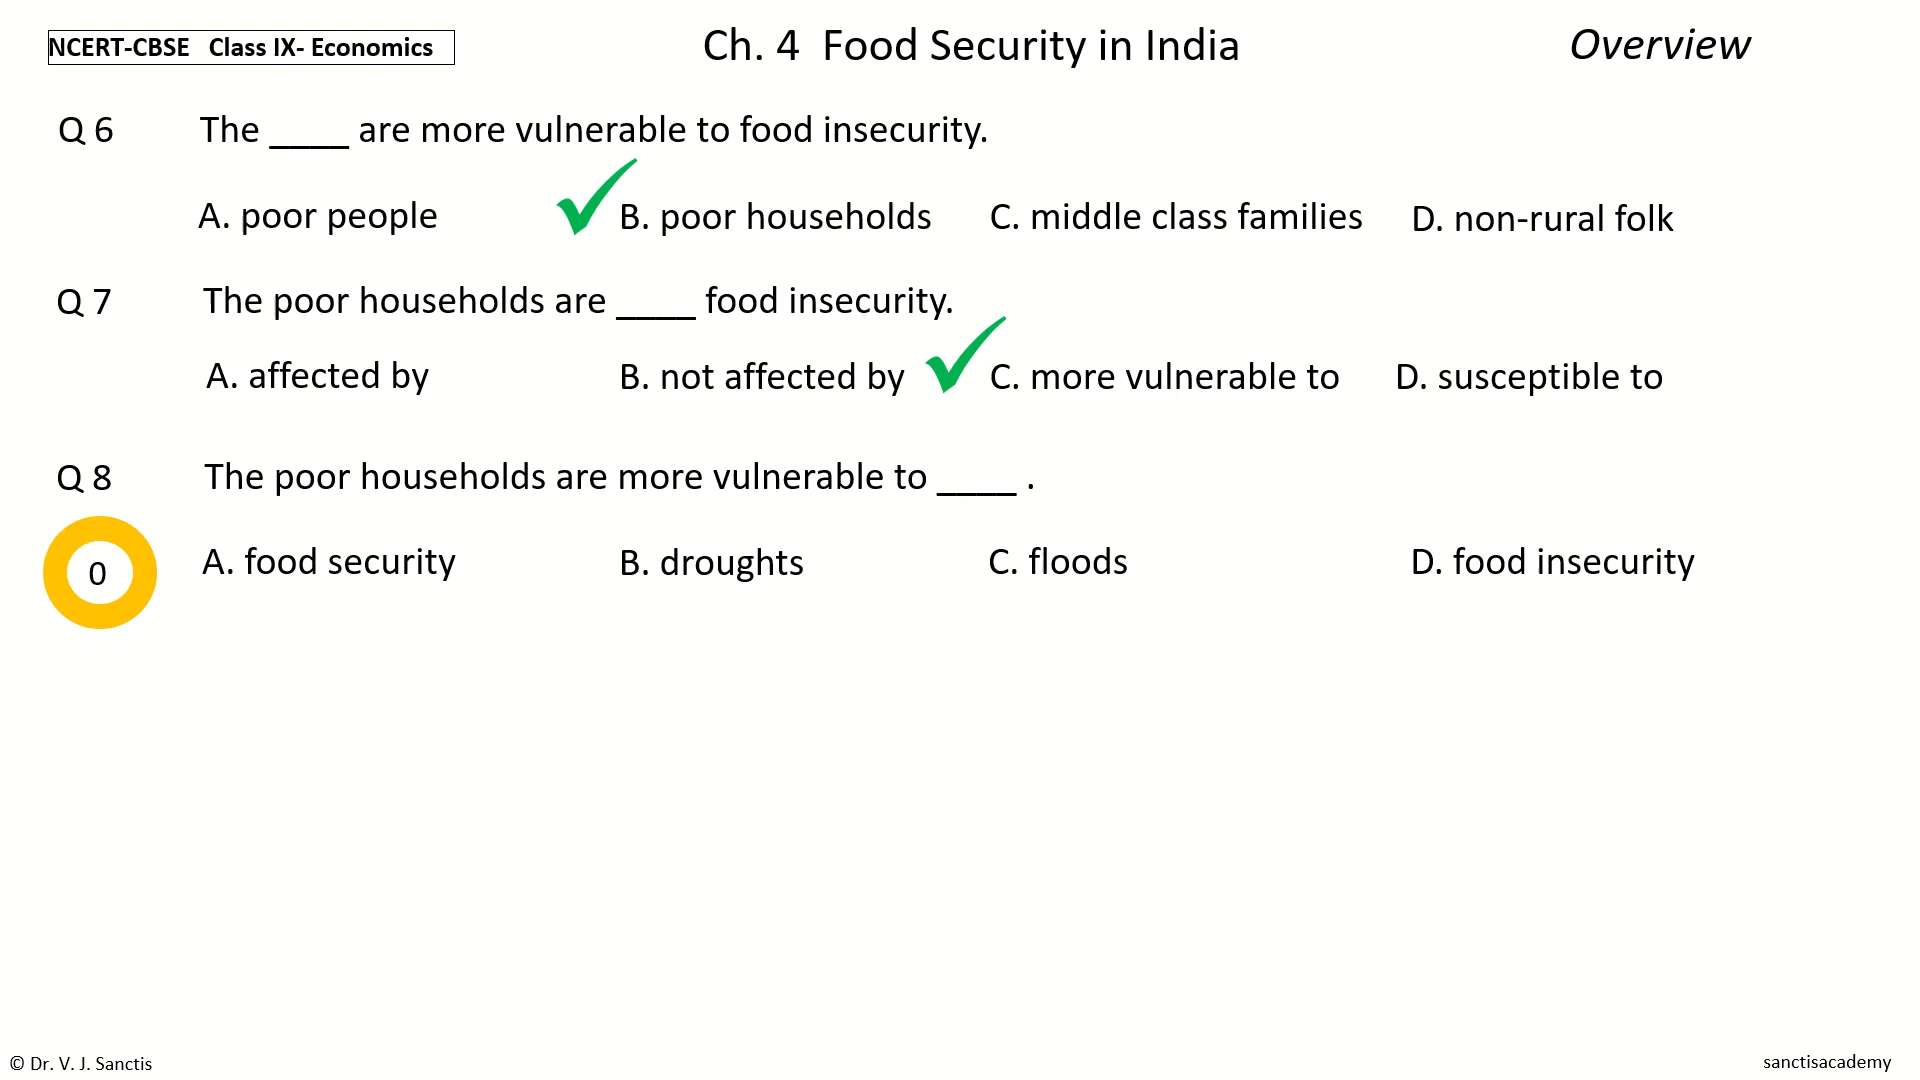 NCERT-CBSE Class IX- Economics Ch. 4 Food Security in India Overview
Q 6 The ____ are more vulnerable to food insecurity.
A. poor people B. poor households C. middle class families D. non-rural folk
Q 7 The poor households are ____ food insecurity.
A. affected by B. not affected by C. more vulnerable to D. susceptible to
Q 8 The poor households are more vulnerable to ____ .
0 A. food security B. droughts C. floods D. food insecurity
© Dr. V. J. Sanctis sanctisacademy